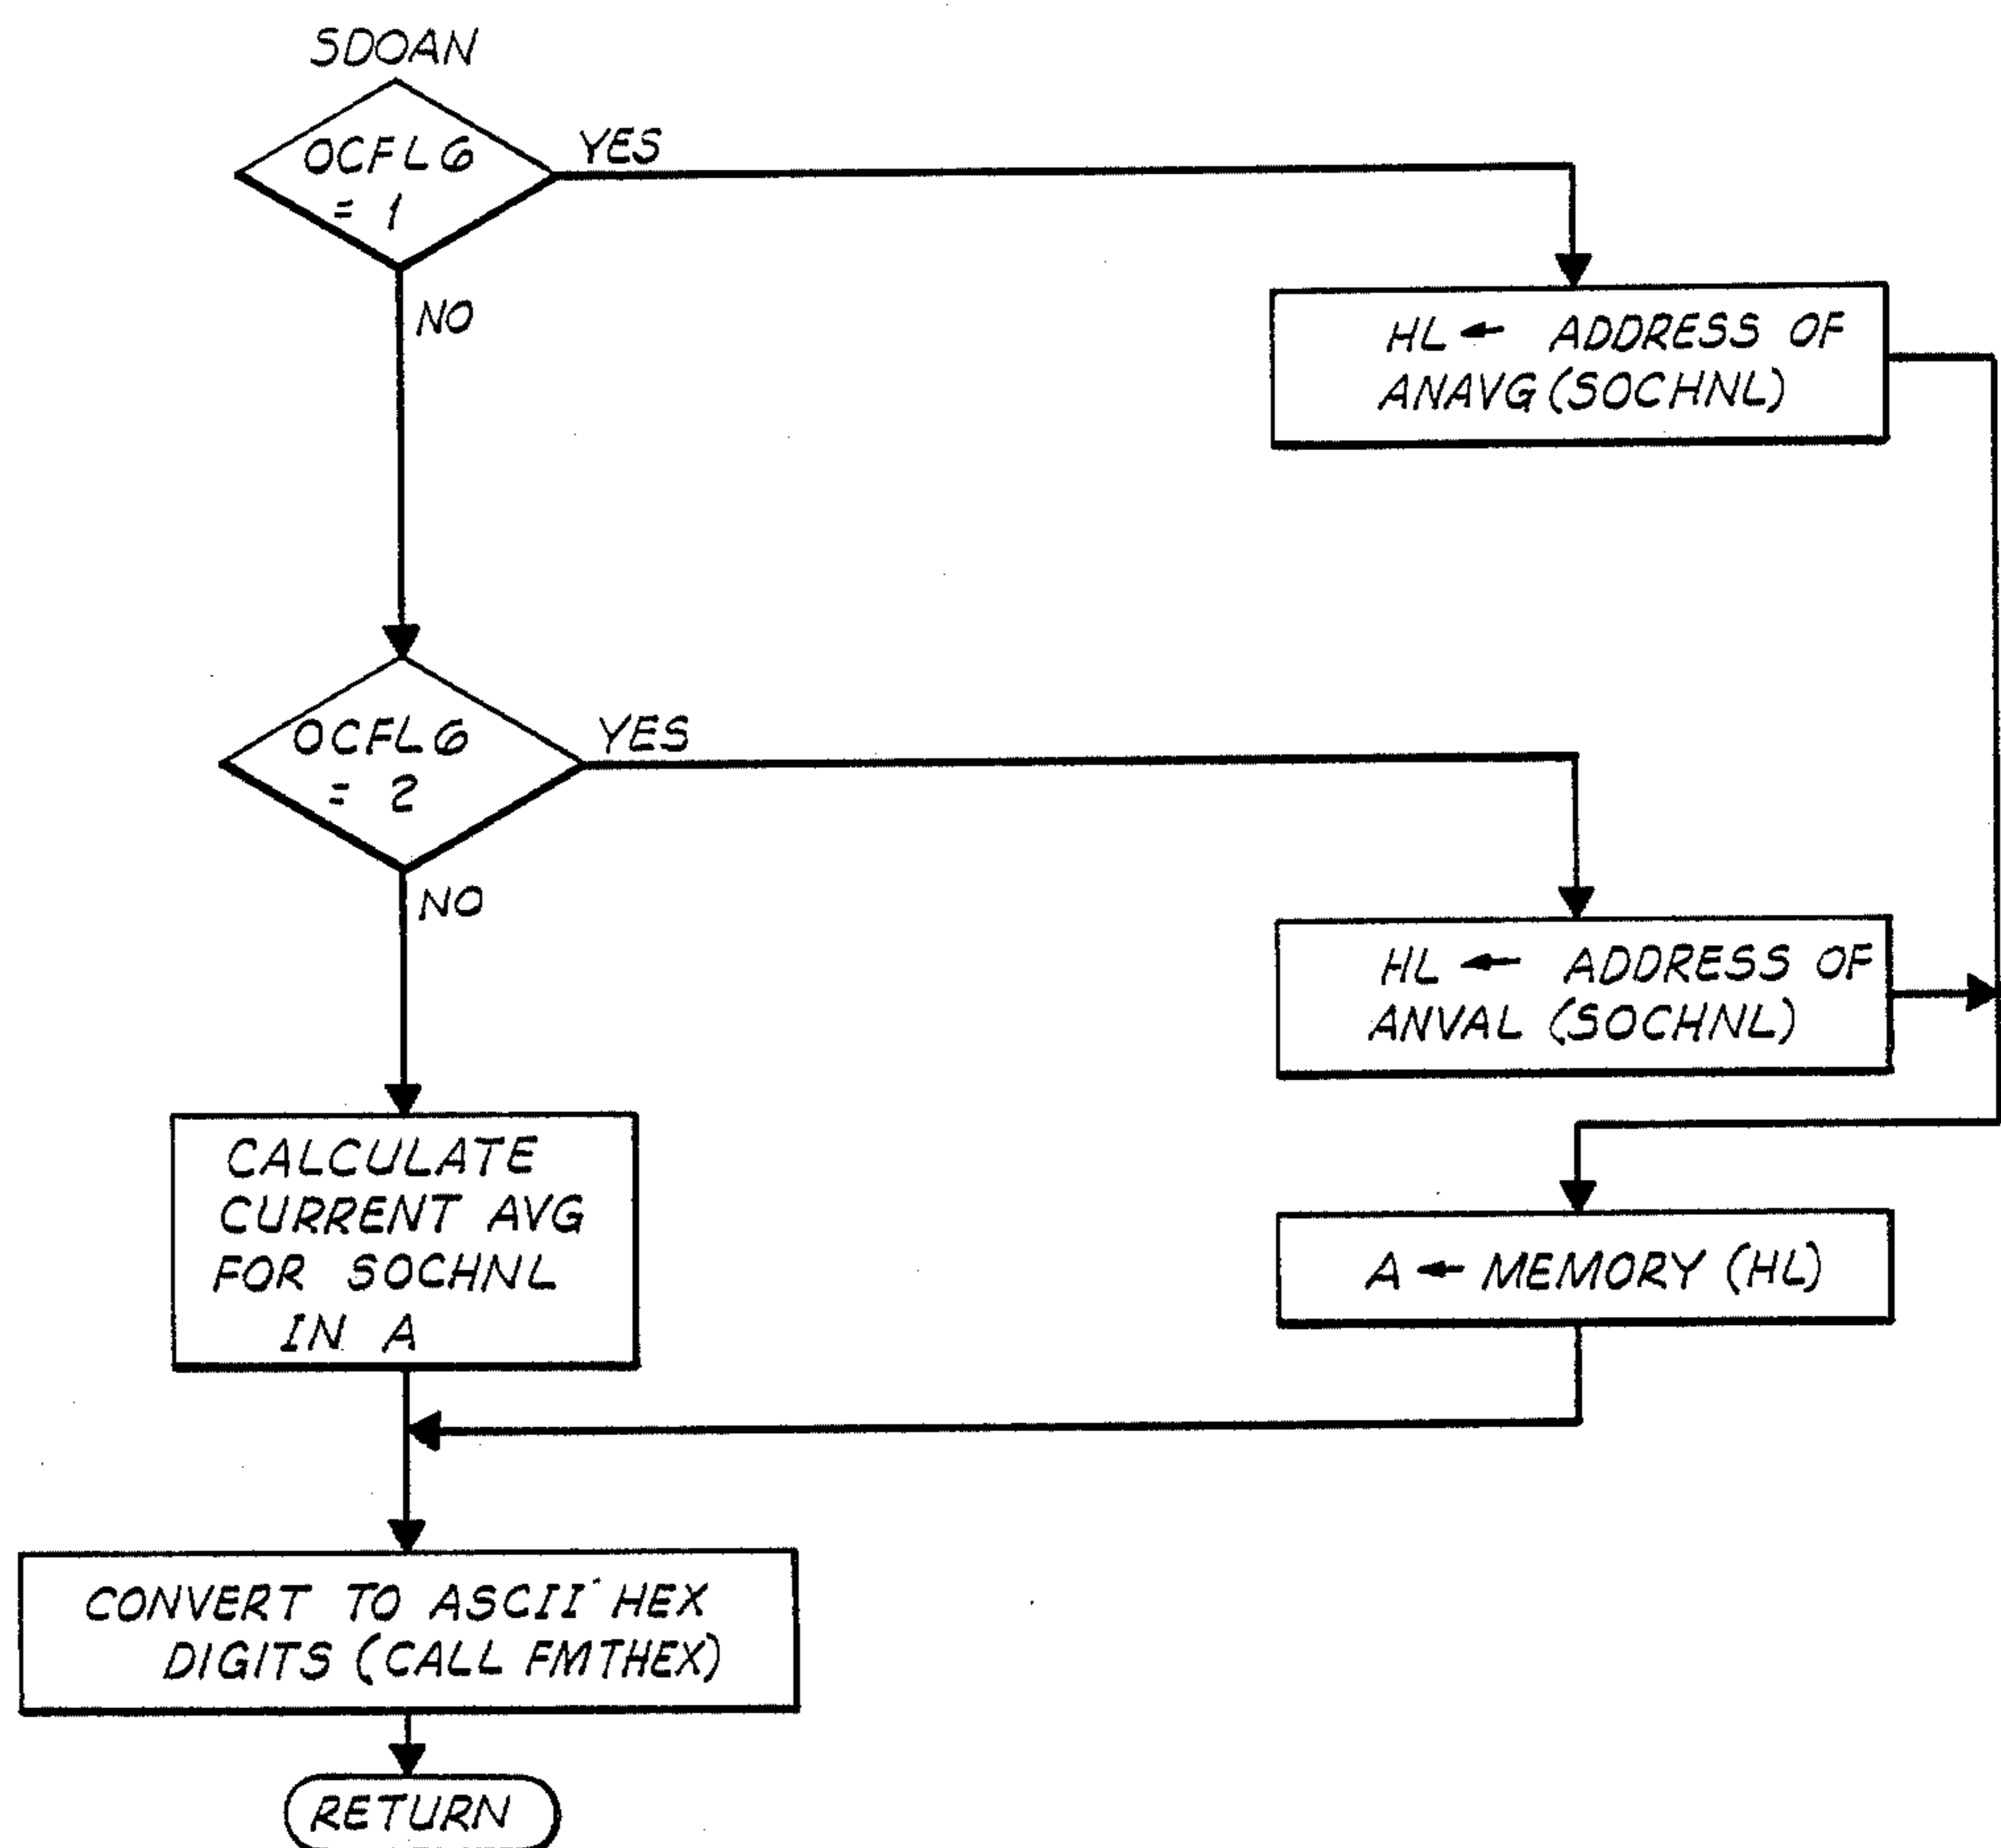 SDOAN
OCFLG
= 1
YES
NO
HL ← ADDRESS OF
ANAVG (SOCHNL)
OCFLG
= 2
YES
NO
HL ← ADDRESS OF
ANVAL (SOCHNL)
CALCULATE
CURRENT AVG
FOR SOCHNL
IN A
A ← MEMORY (HL)
CONVERT TO ASCII HEX
DIGITS (CALL FMTHEX)
RETURN